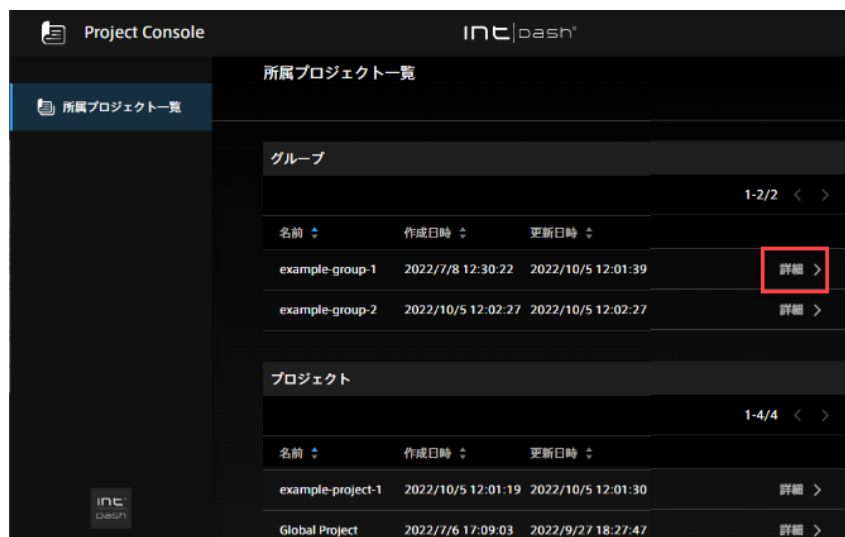 Project Console
intdash
所属プロジェクト一覧
所属プロジェクト一覧
グループ
1-2/2
名前 作成日時 更新日時
example-group-1 2022/7/8 12:30:22 2022/10/5 12:01:39 詳細
example-group-2 2022/10/5 12:02:27 2022/10/5 12:02:27 詳細
プロジェクト
1-4/4
名前 作成日時 更新日時
example-project-1 2022/10/5 12:01:19 2022/10/5 12:01:30 詳細
Global Project 2022/7/6 17:09:03 2022/9/27 18:27:47 詳細
int
dash